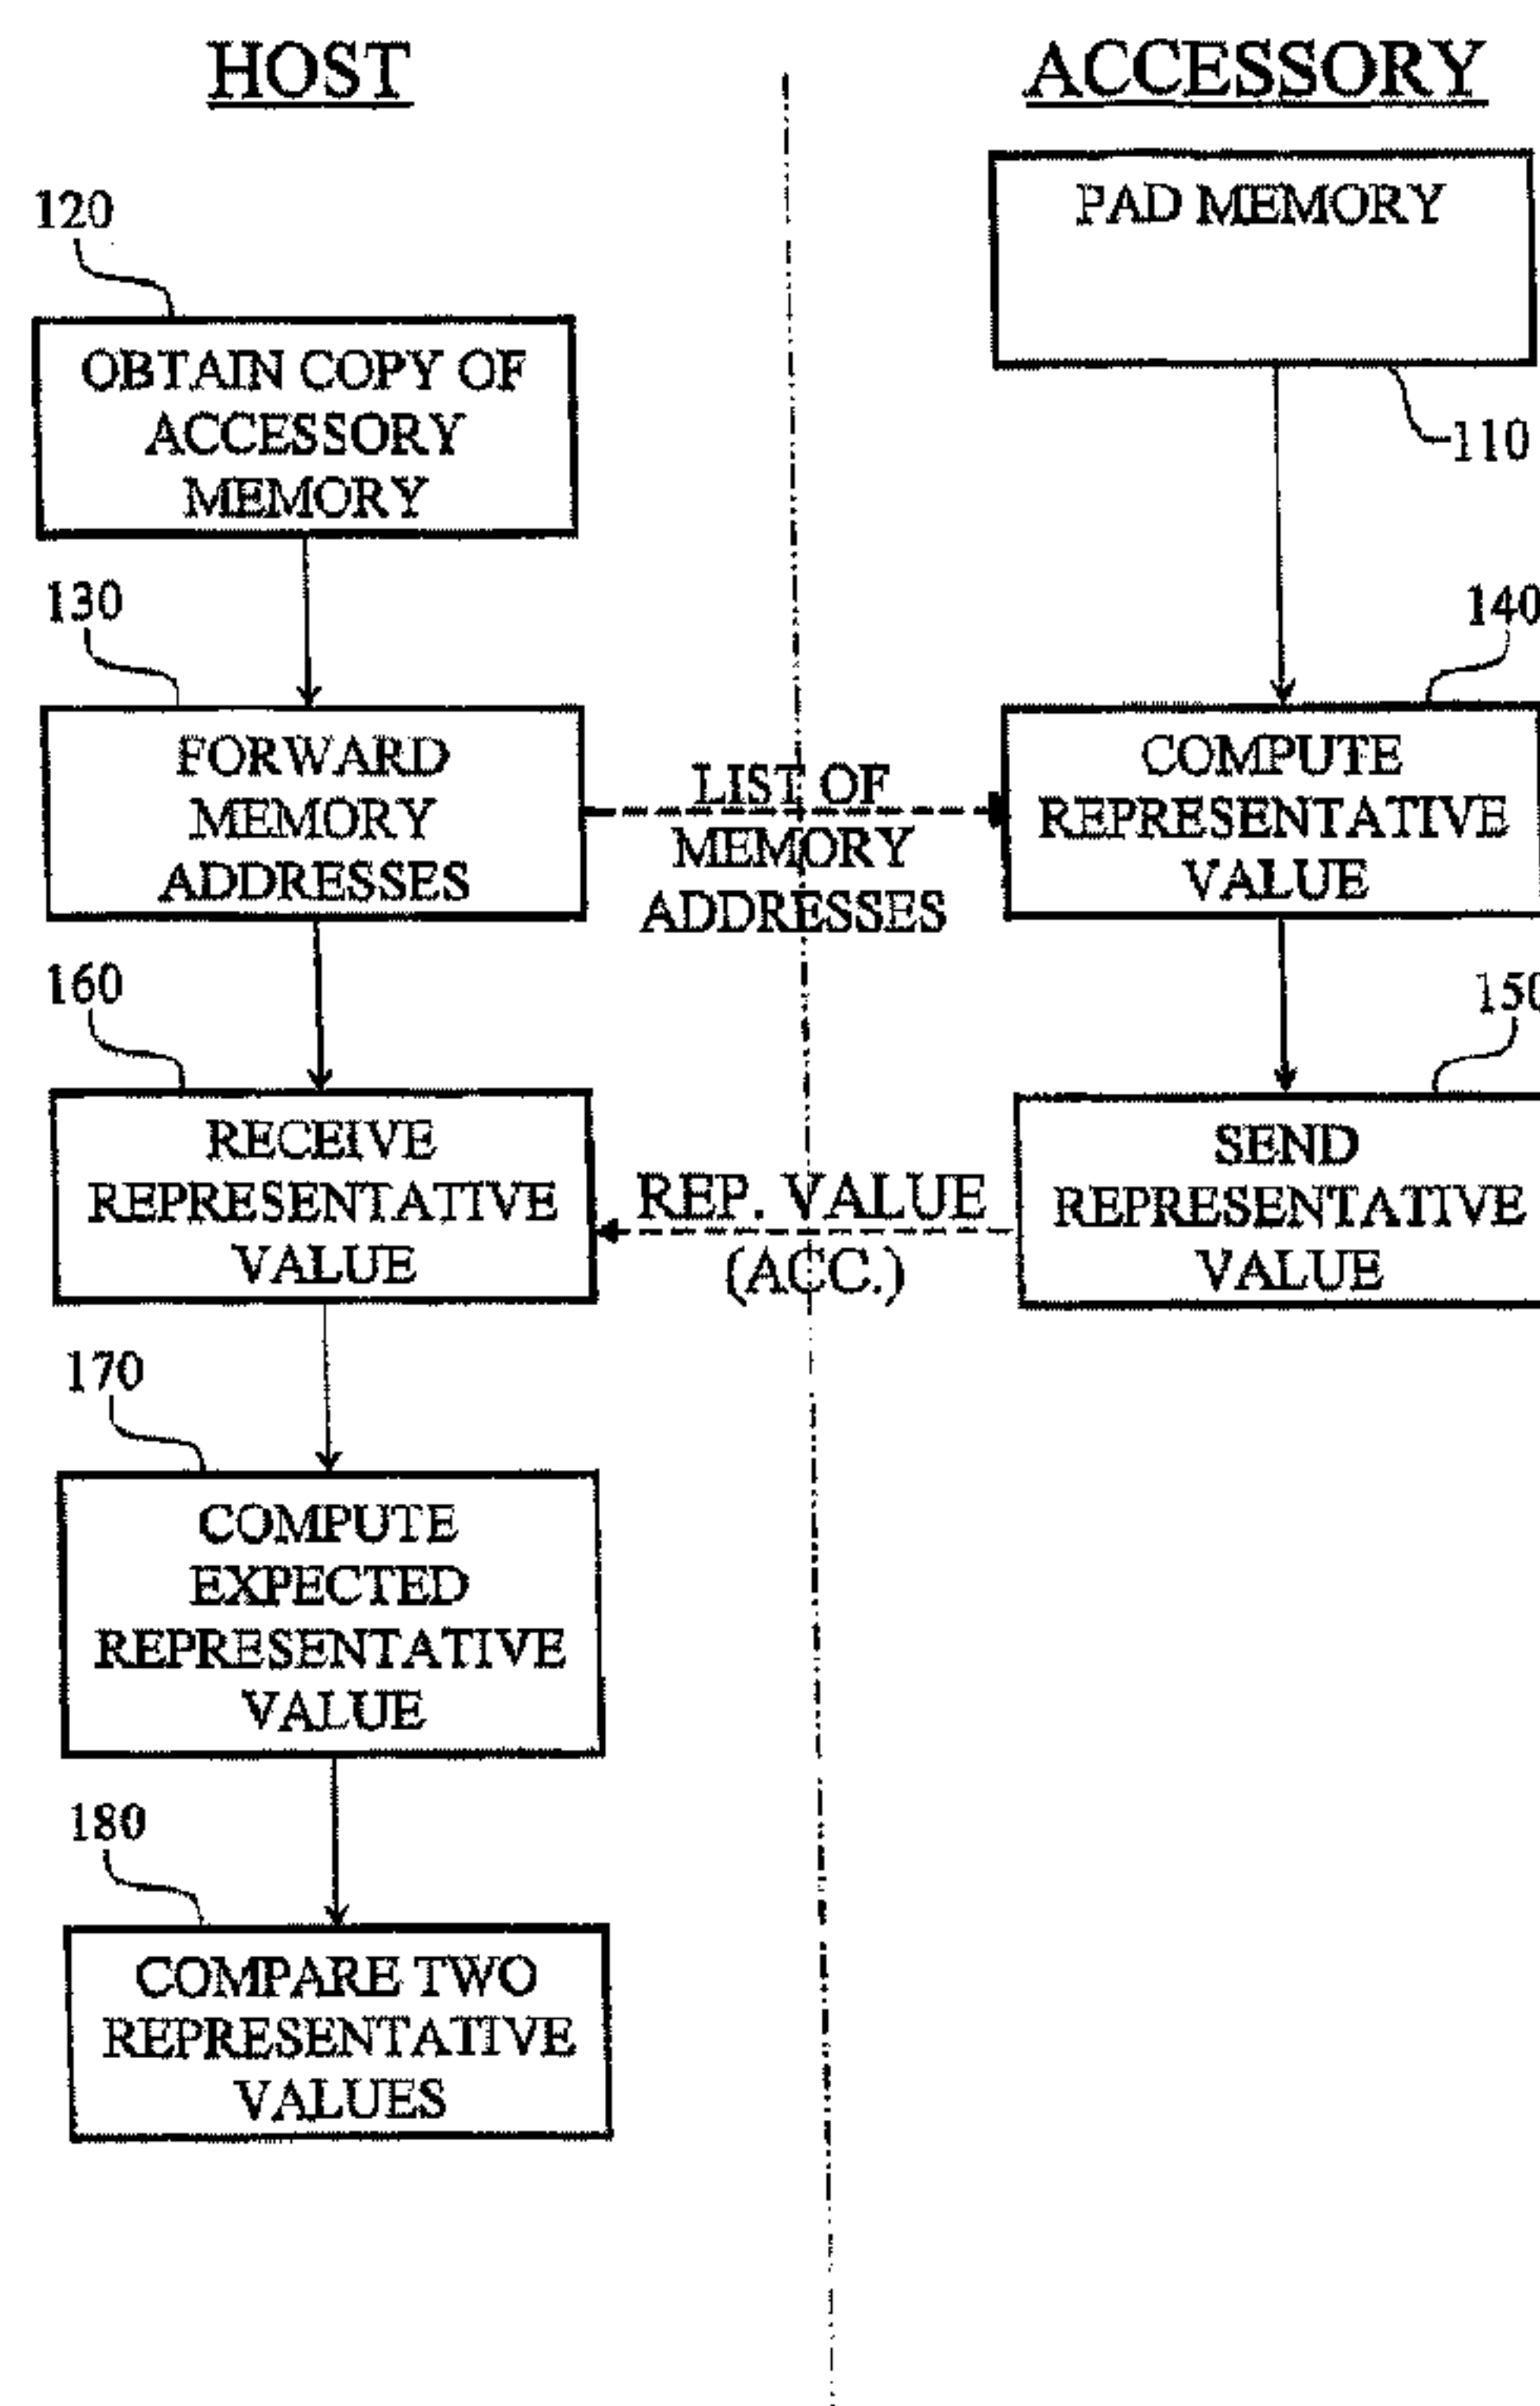 HOST
ACCESSORY
PAD MEMORY
110
120
OBTAIN COPY OF
ACCESSORY
MEMORY
130
FORWARD
MEMORY
ADDRESSES
LIST OF
MEMORY
ADDRESSES
140
COMPUTE
REPRESENTATIVE
VALUE
150
SEND
REPRESENTATIVE
VALUE
REP. VALUE
(ACC.)
160
RECEIVE
REPRESENTATIVE
VALUE
170
COMPUTE
EXPECTED
REPRESENTATIVE
VALUE
180
COMPARE TWO
REPRESENTATIVE
VALUES